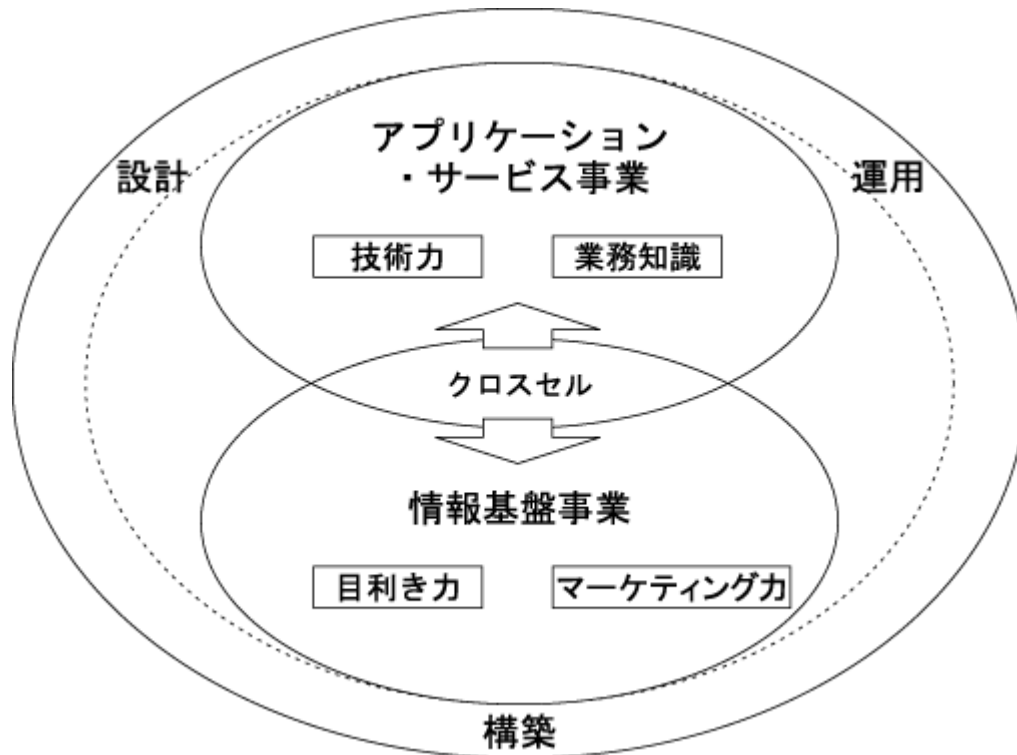 アプリケーション
・サービス事業
設計
運用
技術力
業務知識
クロスセル
情報基盤事業
目利き力
マーケティング力
構築